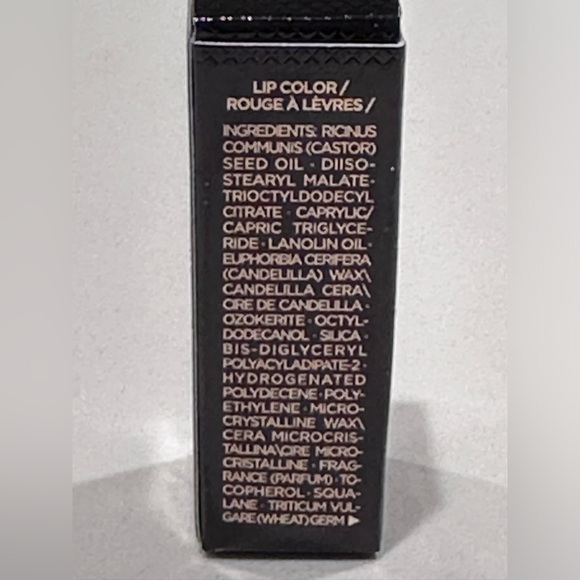 LIP COLOR /
ROUGE À LÈVRES /
INGREDIENTS: RICINUS
COMMUNIS (CASTOR)
SEED OIL • DIISO-
STEARYL MALATE•
TRIOCTYLDODECYL
CITRATE • CAPRYLIC/
CAPRIC TRIGLYCE-
RIDE • LANOLIN OIL•
EUPHORBIA CERIFERA
(CANDELILLA) WAX\
CANDELILLA CERA\
CIRE DE CANDELILLA •
OZOKERITE • OCTYL-
DODECANOL • SILICA •
BIS-DIGLYCERYL
POLYACYLADIPATE-2 •
HYDROGENATED
POLYDECENE • POLY-
ETHYLENE • MICRO-
CRYSTALLINE WAX\
CERA MICROCRIS-
TALLINA\CIRE MICRO-
CRISTALLINE • FRAG-
RANCE (PARFUM) • TO-
COPHEROL • SQUA-
LANE • TRITICUM VUL-
GARE (WHEAT) GERM ▶